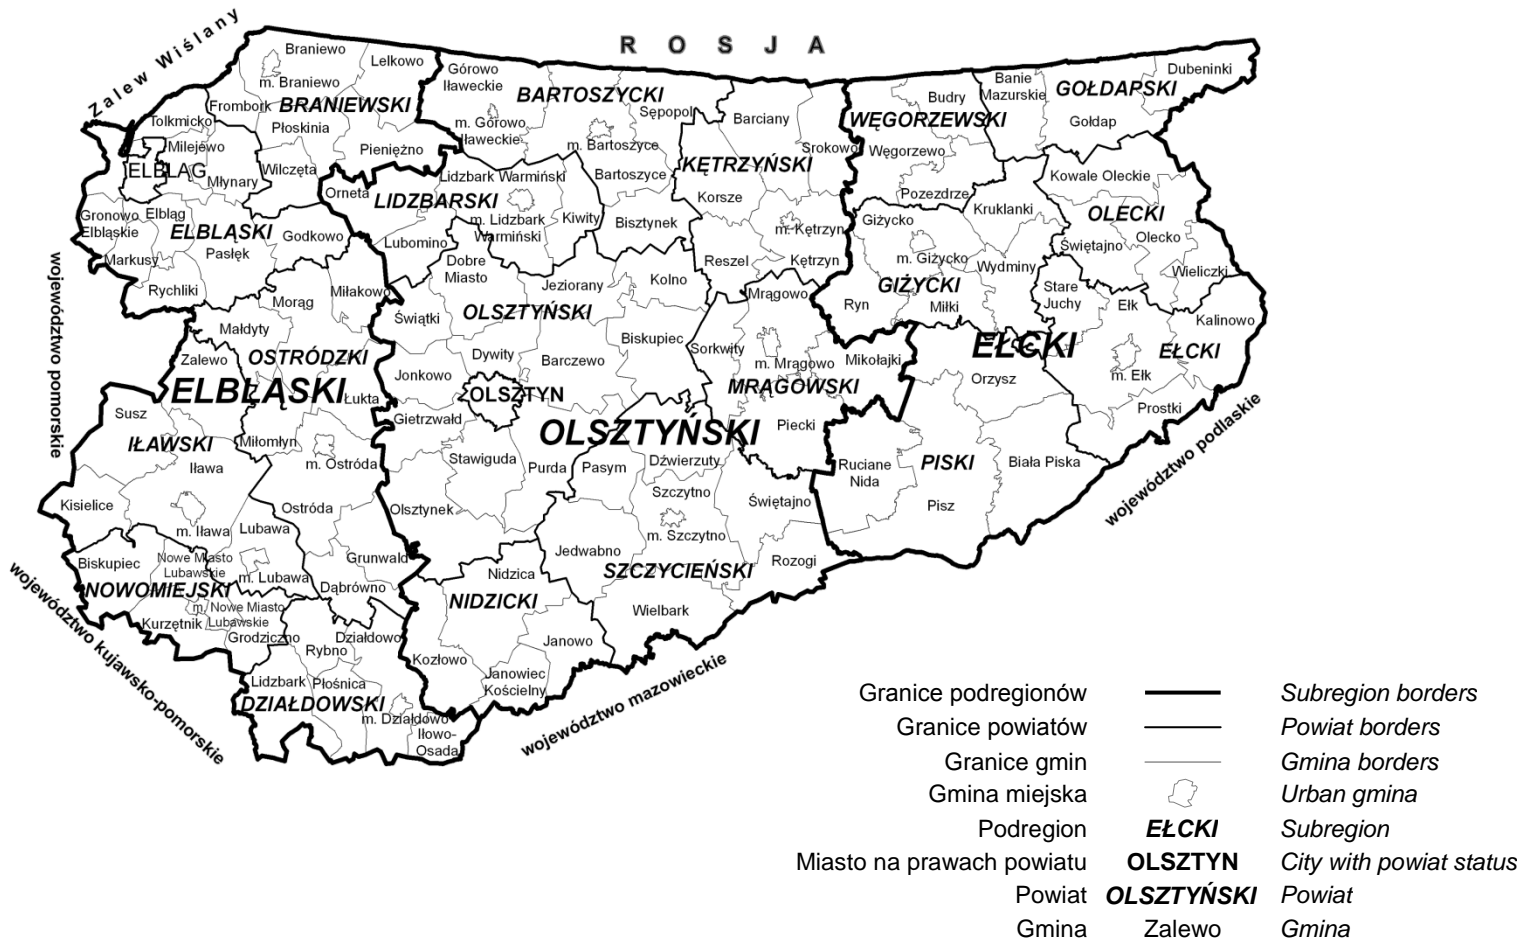 Zalew Wiślany
ROSJA
Braniewo
m. Braniewo
Lelkowo
Frombork
BRANIEWSKI
Płoskinia
Pieniężno
Wilczęta
Tolkmicko
Milejewo
ELBLĄG
Młynary
Gronowo
Elbląskie
Elbląg
ELBLĄSKI
Pasłęk
Godkowo
Markusy
Rychliki
Górowo
Iławeckie
BARTOSZYCKI
Sępopol
m. Górowo
Iławeckie
m. Bartoszyce
Bartoszyce
Bisztynek
Lidzbark Warmiński
Orneta
LIDZBARSKI
m. Lidzbark
Warmiński
Kiwity
Lubomino
Barciany
Srokowo
KĘTRZYŃSKI
Korsze
m. Kętrzyn
Reszel
Kętrzyn
Budry
WĘGORZEWSKI
Węgorzewo
Pozezdrze
Banie
Mazurskie
GOŁDAPSKI
Dubeninki
Gołdap
Kowale Oleckie
OLECKI
Świętajno
Olecko
Wieliczki
Giżycko
Kruklanki
m. Giżycko
Wydminy
GIŻYCKI
Ryn
Miłki
Stare
Juchy
Ełk
Kalinowo
EŁCKI
EŁCKI
m. Ełk
Prostki
Dobre
Miasto
Jeziorany
Kolno
Świątki
OLSZTYŃSKI
Dywity
Barczewo
Biskupiec
Jonkowo
OLSZTYN
Gietrzwałd
OLSZTYŃSKI
Stawiguda
Purda
Olsztynek
Mrągowo
Sorkwity
m. Mrągowo
Mikołajki
MRĄGOWSKI
Piecki
Orzysz
Ruciane
Nida
PISKI
Biała Piska
Pisz
Morąg
Miłakowo
Małdyty
Zalewo
OSTRÓDZKI
ELBLĄSKI
Łukta
Miłomłyn
m. Ostróda
Ostróda
Grunwald
Dąbrówno
Susz
IŁAWSKI
Iława
Kisielice
m. Iława
Lubawa
m. Lubawa
Biskupiec
Nowe Miasto
Lubawskie
NOWOMIEJSKI
m. Nowe Miasto
Lubawskie
Kurzętnik
Grodziczno
Rybno
Działdowo
Lidzbark
Płośnica
DZIAŁDOWSKI
m. Działdowo
Iłowo-
Osada
Pasym
Dźwierzuty
Szczytno
m. Szczytno
Świętajno
Jedwabno
SZCZYCIEŃSKI
Rozogi
Wielbark
Nidzica
NIDZICKI
Kozłowo
Janowo
Janowiec
Kościelny
województwo pomorskie
województwo kujawsko-pomorskie
województwo mazowieckie
województwo podlaskie
Granice podregionów Subregion borders
Granice powiatów Powiat borders
Granice gmin Gmina borders
Gmina miejska Urban gmina
Podregion EŁCKI Subregion
Miasto na prawach powiatu OLSZTYN City with powiat status
Powiat OLSZTYŃSKI Powiat
Gmina Zalewo Gmina